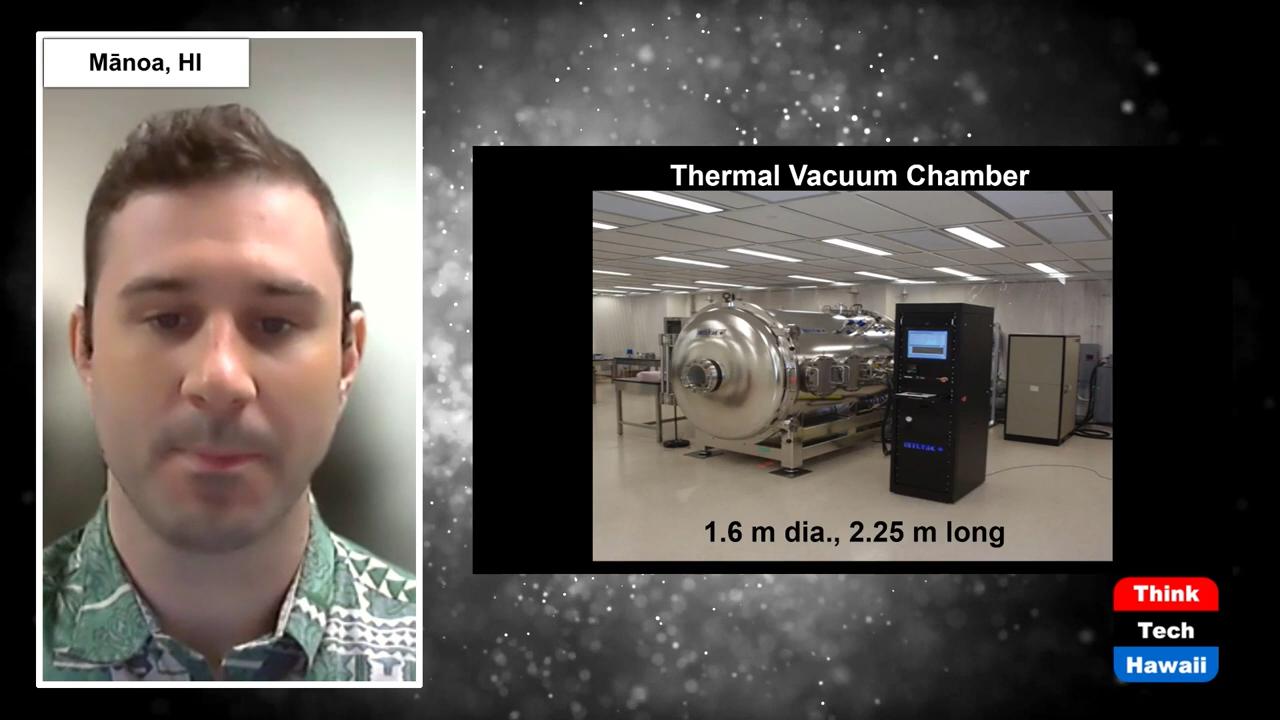 Mānoa, HI
Thermal Vacuum Chamber
1.6 m dia., 2.25 m long
Think
Tech
Hawaii